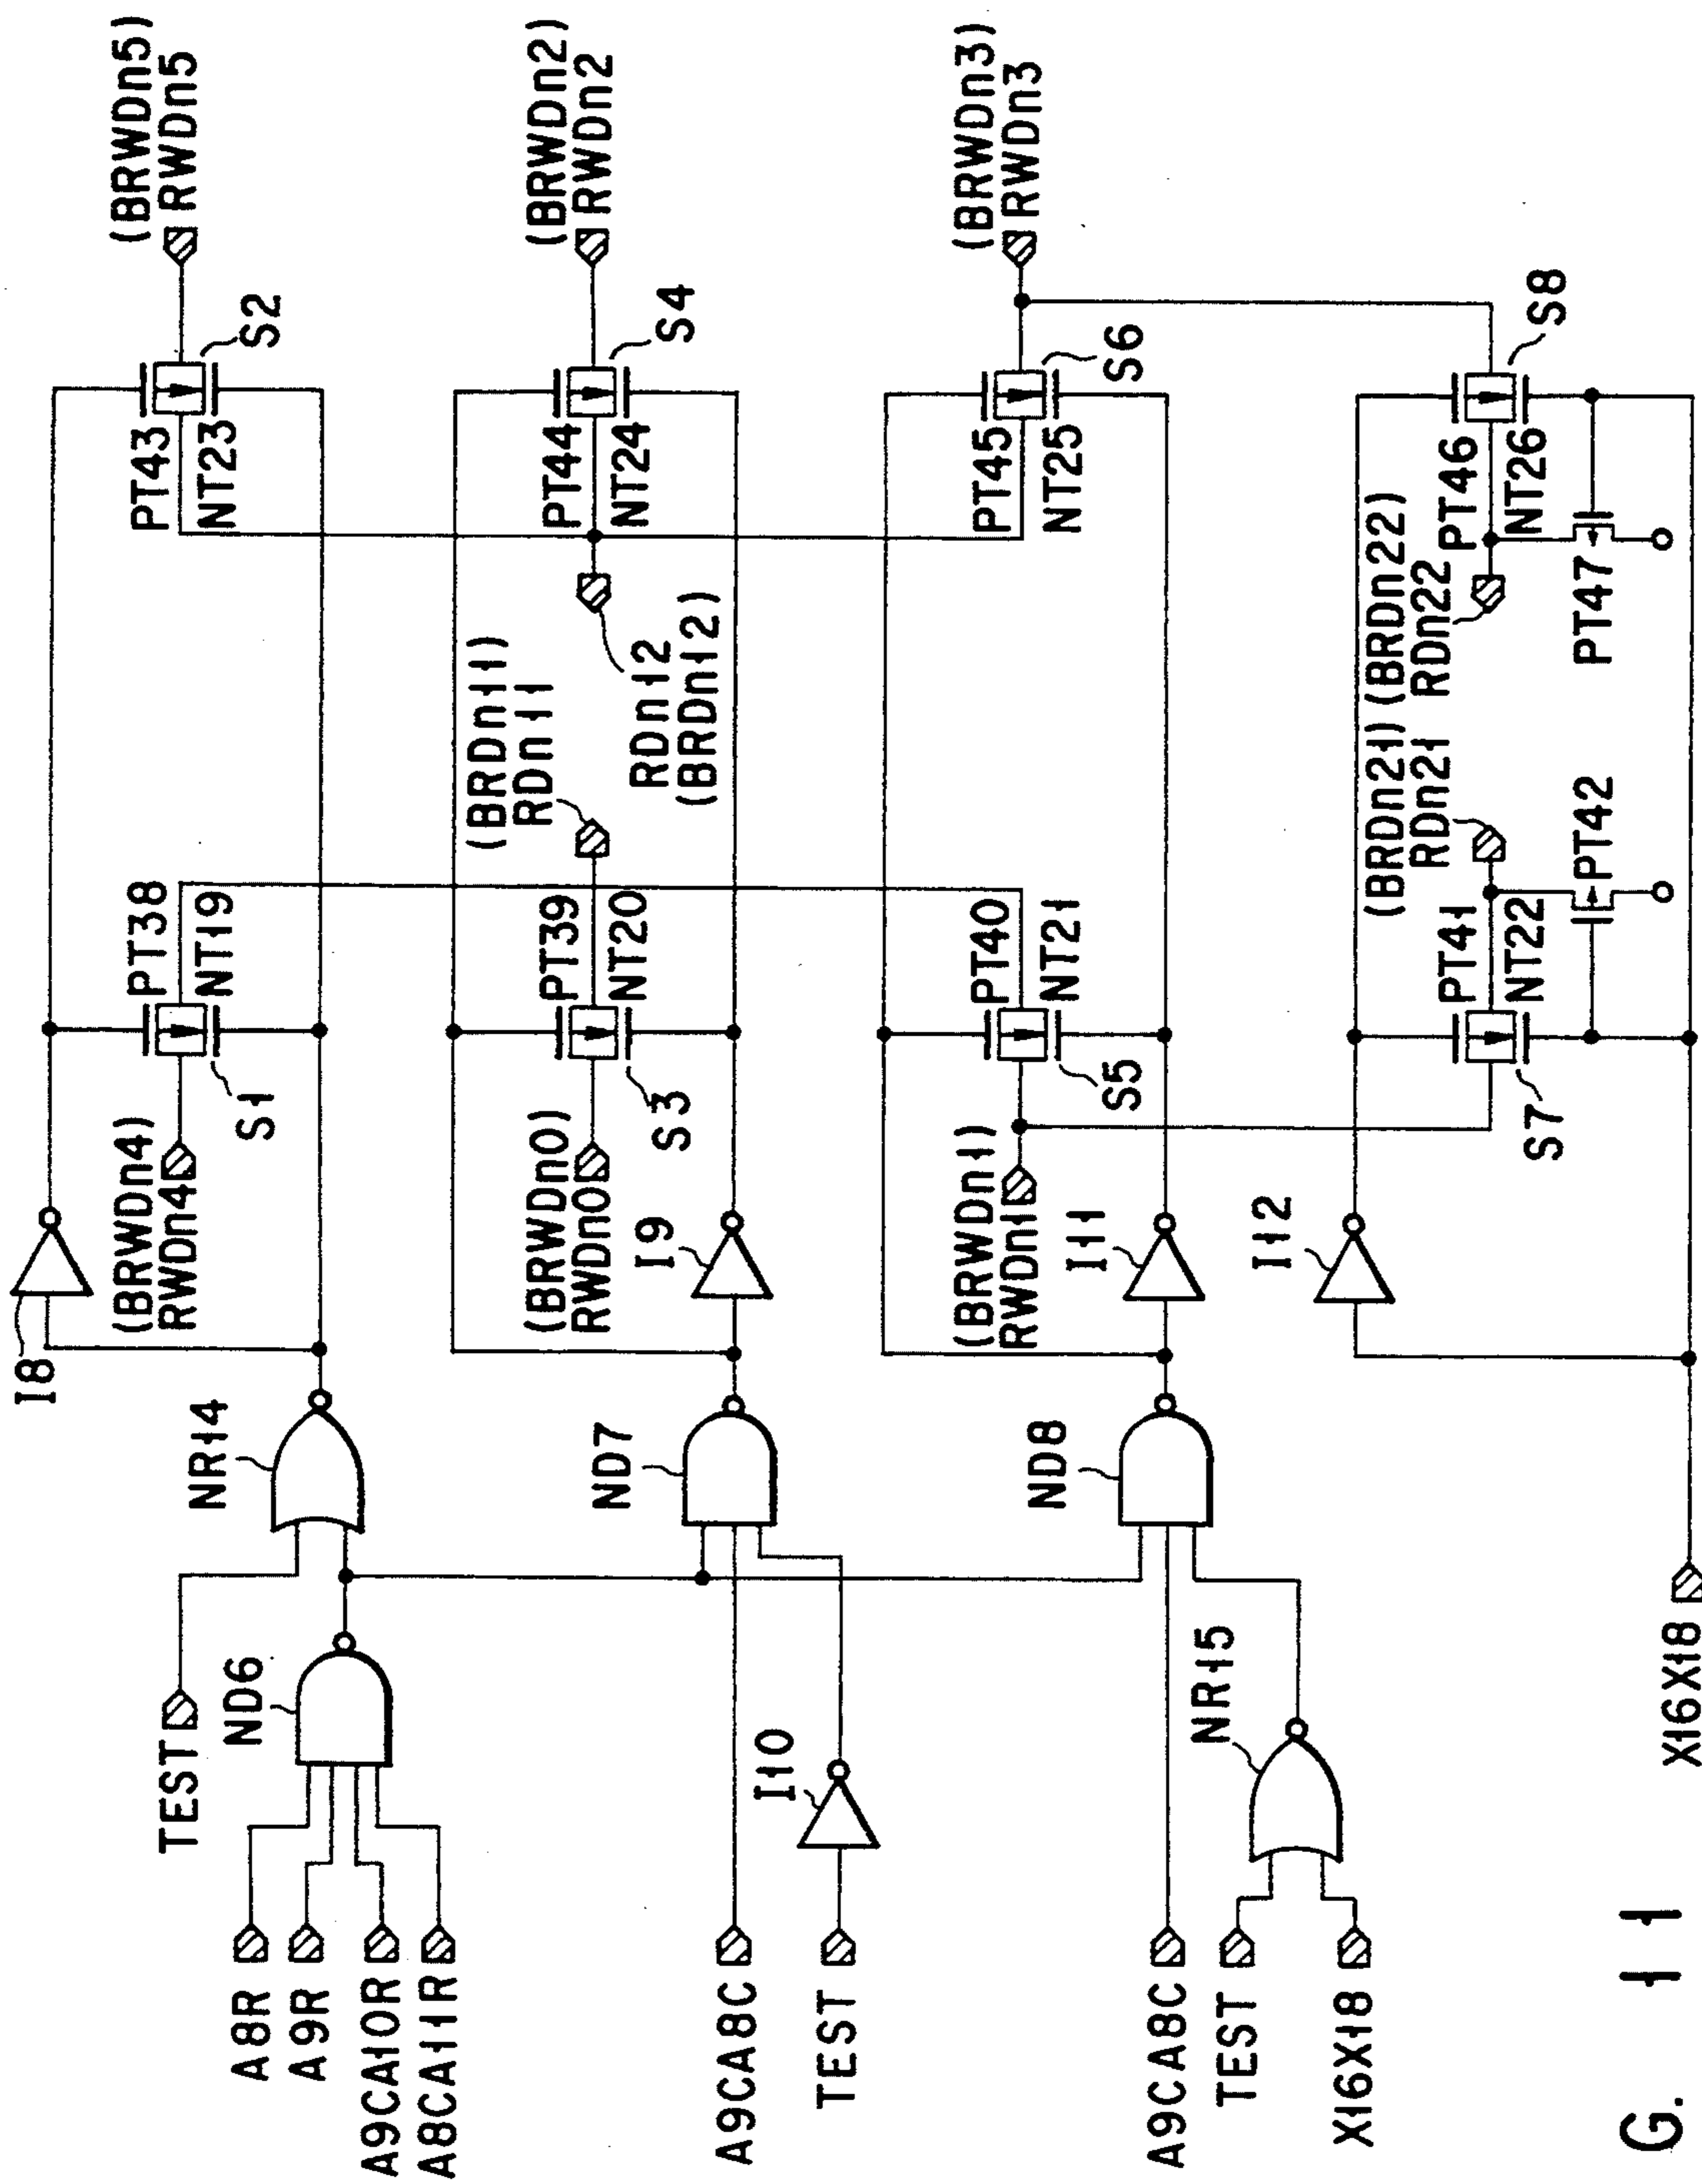 I8
(BRWDn4)
RWDn4
S1
PT38
NT19
PT43
NT23
S2
(BRWDn5)
RWDn5
TEST
NR14
ND6
A8R
A9R
A9CA10R
A8CA11R
(BRWDn0)
RWDn0
S3
PT39
NT20
(BRDn11)
RDn11
PT44
NT24
S4
(BRWDn2)
RWDn2
RDn12
(BRDn12)
ND7
I9
A9CA8C
I10
TEST
(BRWDn1)
RWDn1
S5
PT40
NT21
PT45
NT25
S6
(BRWDn3)
RWDn3
ND8
I11
A9CA8C
TEST
X16X18
NR15
I12
S7
PT41
NT22
(BRDn21)
RDn21
PT42
(BRDn22)
RDn22
PT46
NT26
S8
PT47
X16X18
G. 11